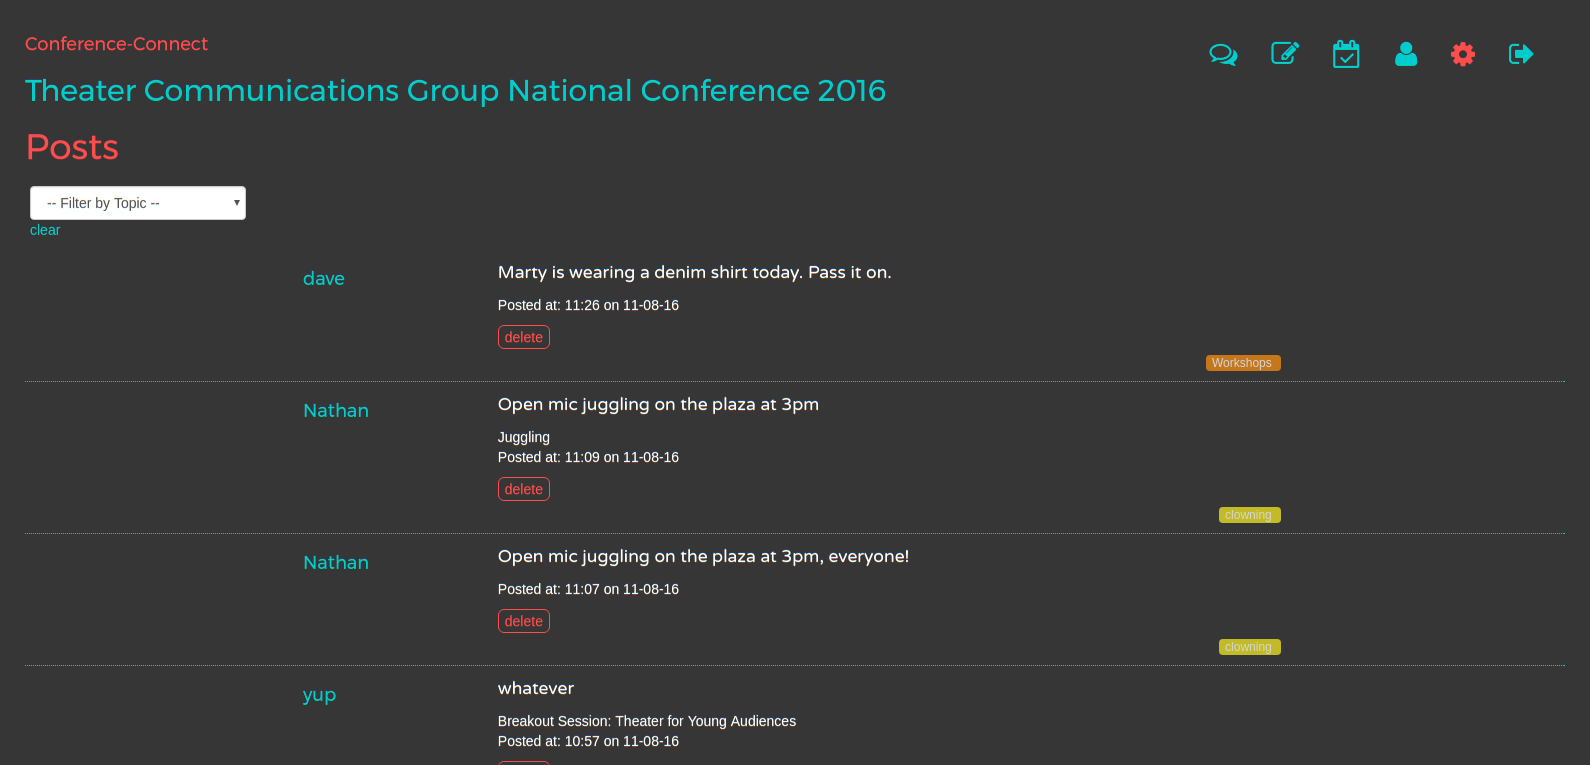 Conference-Connect
Theater Communications Group National Conference 2016
Posts
-- Filter by Topic --
clear
dave
Marty is wearing a denim shirt today. Pass it on.
Posted at: 11:26 on 11-08-16
delete
Workshops
Nathan
Open mic juggling on the plaza at 3pm
Juggling
Posted at: 11:09 on 11-08-16
delete
clowning
Nathan
Open mic juggling on the plaza at 3pm, everyone!
Posted at: 11:07 on 11-08-16
delete
clowning
yup
whatever
Breakout Session: Theater for Young Audiences
Posted at: 10:57 on 11-08-16